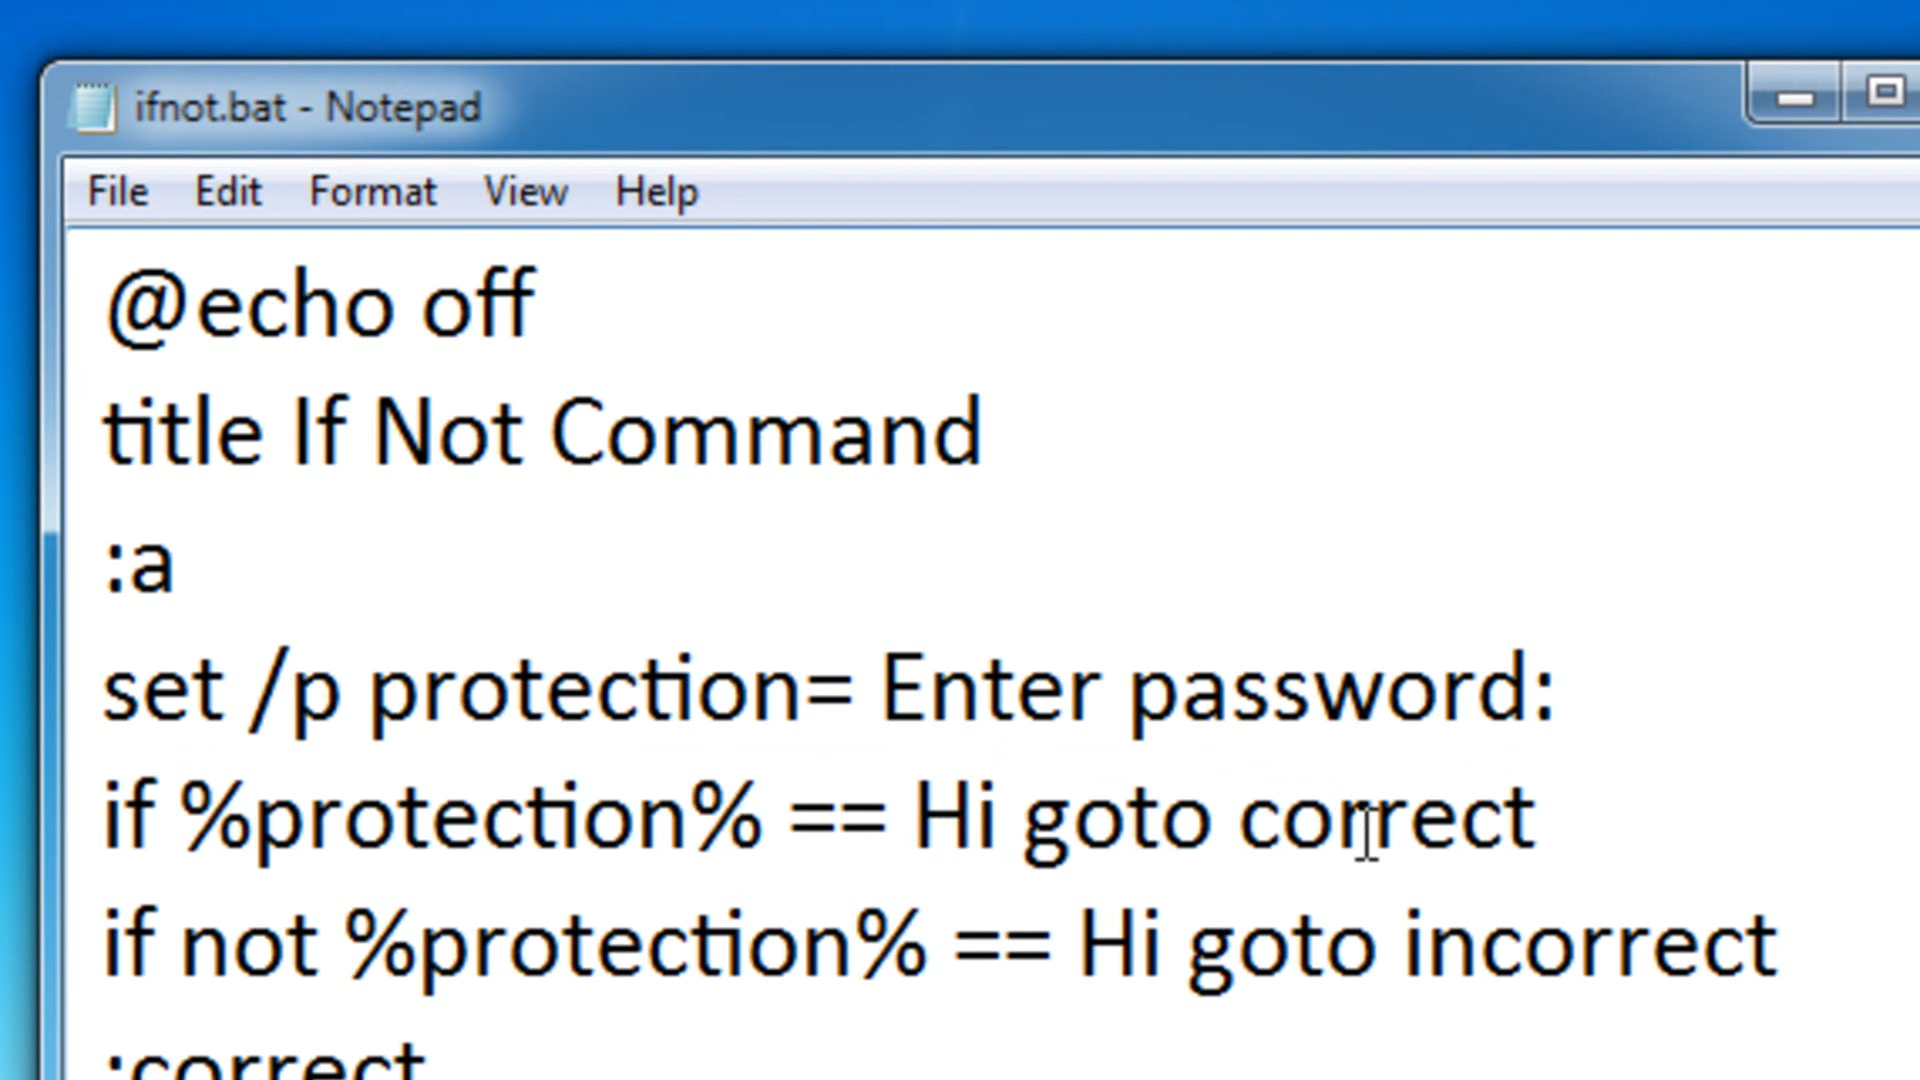 ifnot.bat - Notepad
File Edit Format View Help
@echo off
title If Not Command
:a
set /p protection= Enter password:
if %protection% == Hi goto correct
if not %protection% == Hi goto incorrect
:correct